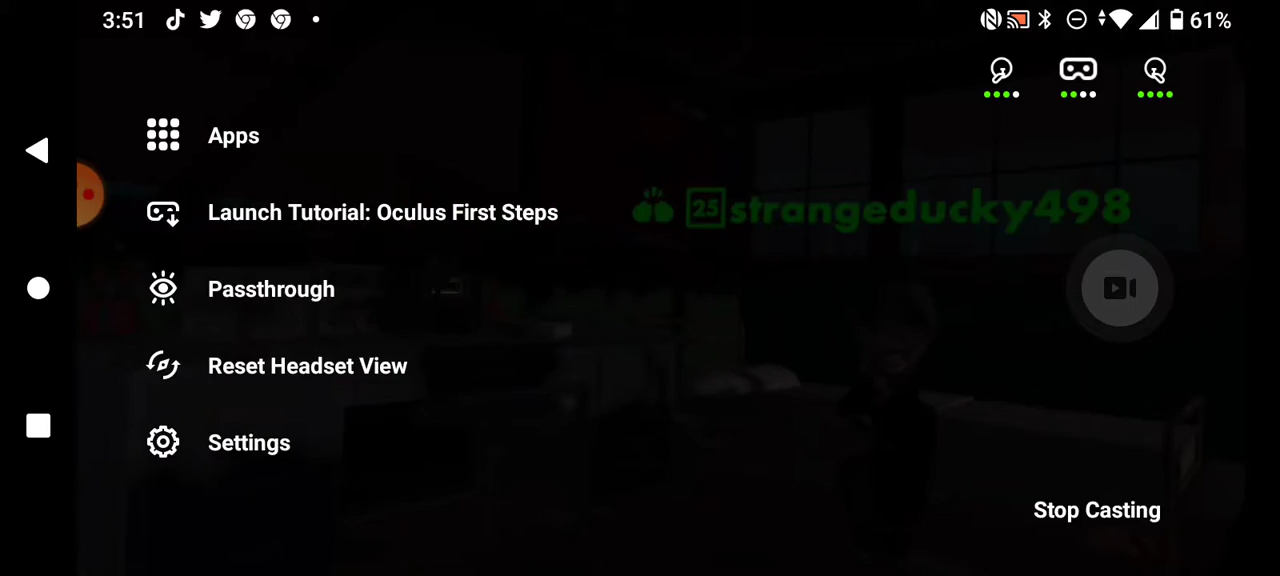 3:51
61%
Apps
25 strangeducky498
Launch Tutorial: Oculus First Steps
Passthrough
Reset Headset View
Settings
Stop Casting